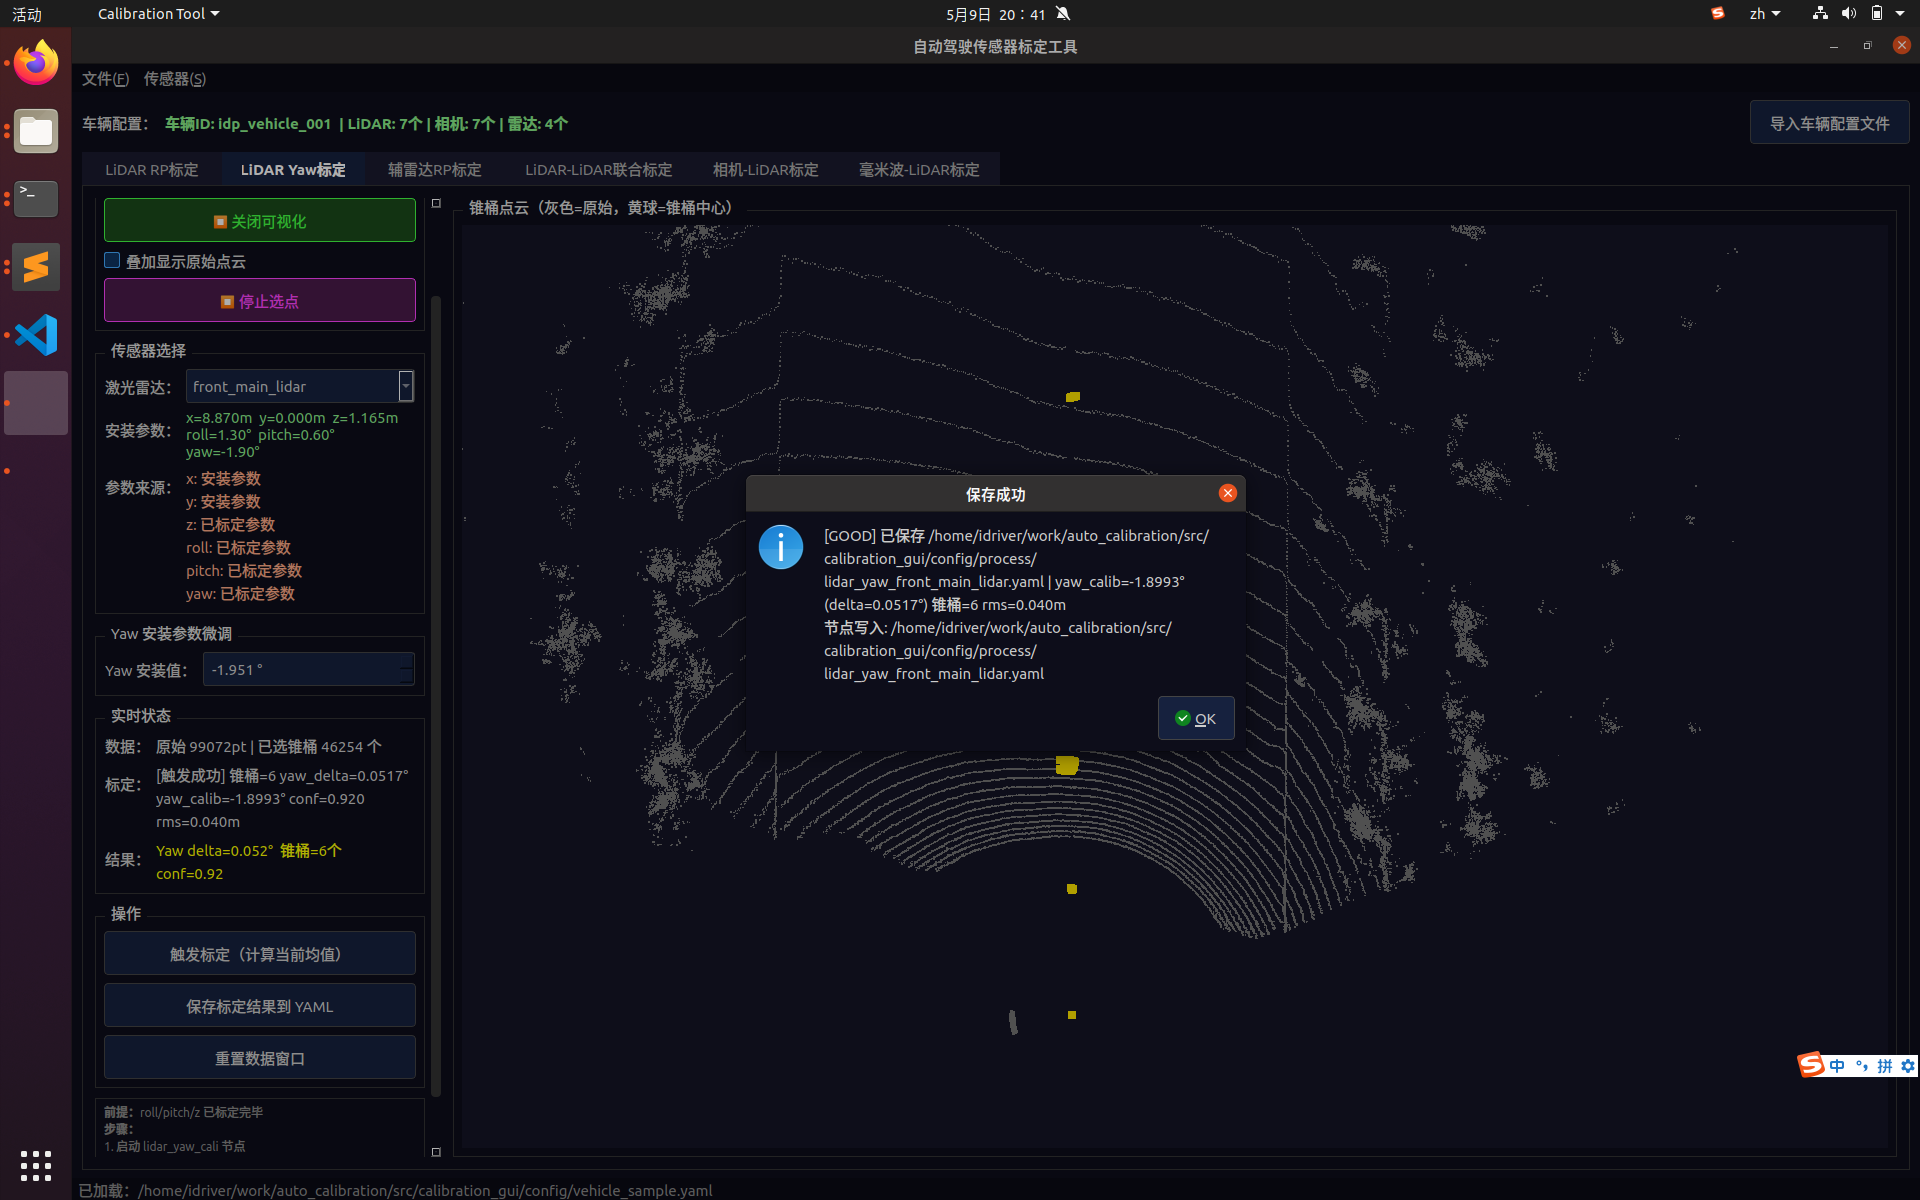 活动
Calibration Tool
5月9日 20：41
zh
自动驾驶传感器标定工具
文件(F) 传感器(S)
车辆配置： 车辆ID: idp_vehicle_001 | LiDAR: 7个 | 相机: 7个 | 雷达: 4个
导入车辆配置文件
LiDAR RP标定
LiDAR Yaw标定
辅雷达RP标定
LiDAR-LiDAR联合标定
相机-LiDAR标定
毫米波-LiDAR标定
关闭可视化
叠加显示原始点云
停止选点
传感器选择
激光雷达： front_main_lidar
安装参数：
x=8.870m y=0.000m z=1.165m
roll=1.30° pitch=0.60°
yaw=-1.90°
参数来源：
x: 安装参数
y: 安装参数
z: 已标定参数
roll: 已标定参数
pitch: 已标定参数
yaw: 已标定参数
Yaw 安装参数微调
Yaw 安装值： -1.951 °
实时状态
数据： 原始 99072pt | 已选锥桶 46254 个
标定：
[触发成功] 锥桶=6 yaw_delta=0.0517°
yaw_calib=-1.8993° conf=0.920
rms=0.040m
结果：
Yaw delta=0.052° 锥桶=6个
conf=0.92
操作
触发标定（计算当前均值）
保存标定结果到 YAML
重置数据窗口
前提：roll/pitch/z 已标定完毕
步骤：
1. 启动 lidar_yaw_cali 节点
锥桶点云（灰色=原始，黄球=锥桶中心）
保存成功
[GOOD] 已保存 /home/idriver/work/auto_calibration/src/
calibration_gui/config/process/
lidar_yaw_front_main_lidar.yaml | yaw_calib=-1.8993°
(delta=0.0517°) 锥桶=6 rms=0.040m
节点写入: /home/idriver/work/auto_calibration/src/
calibration_gui/config/process/
lidar_yaw_front_main_lidar.yaml
OK
中 °, 拼
已加载：/home/idriver/work/auto_calibration/src/calibration_gui/config/vehicle_sample.yaml